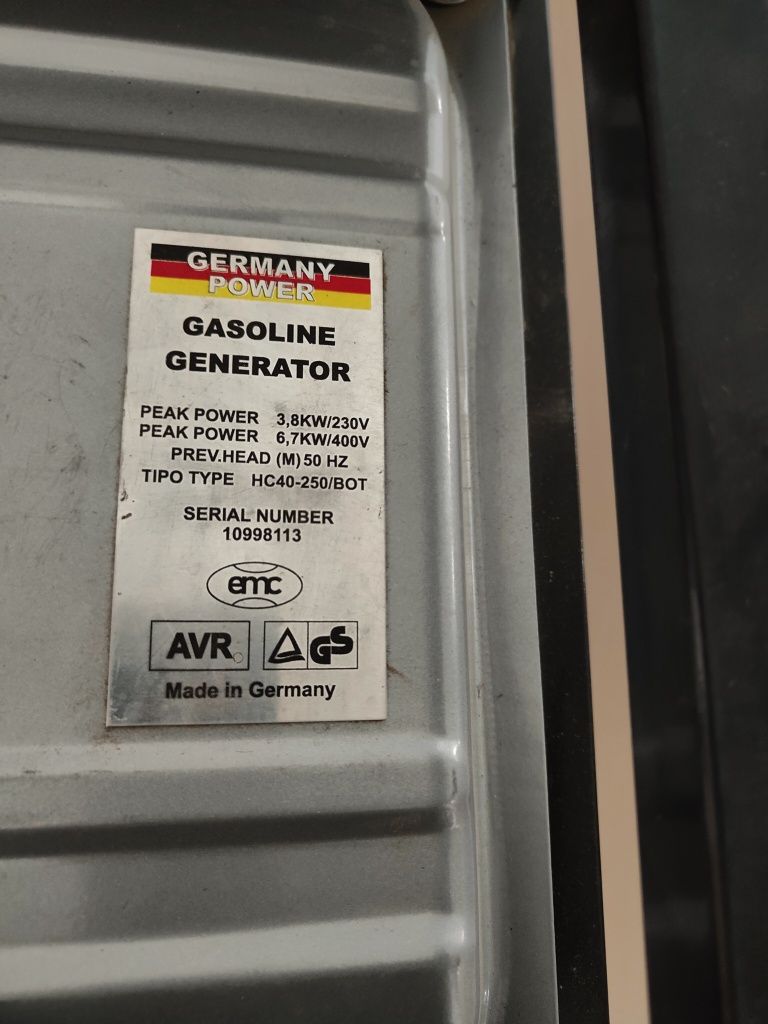 GERMANY
POWER
GASOLINE
GENERATOR
PEAK POWER 3,8KW/230V
PEAK POWER 6,7KW/400V
PREV.HEAD (M) 50 HZ
TIPO TYPE HC40-250/BOT
SERIAL NUMBER
10998113
emc
AVR GS
Made in Germany